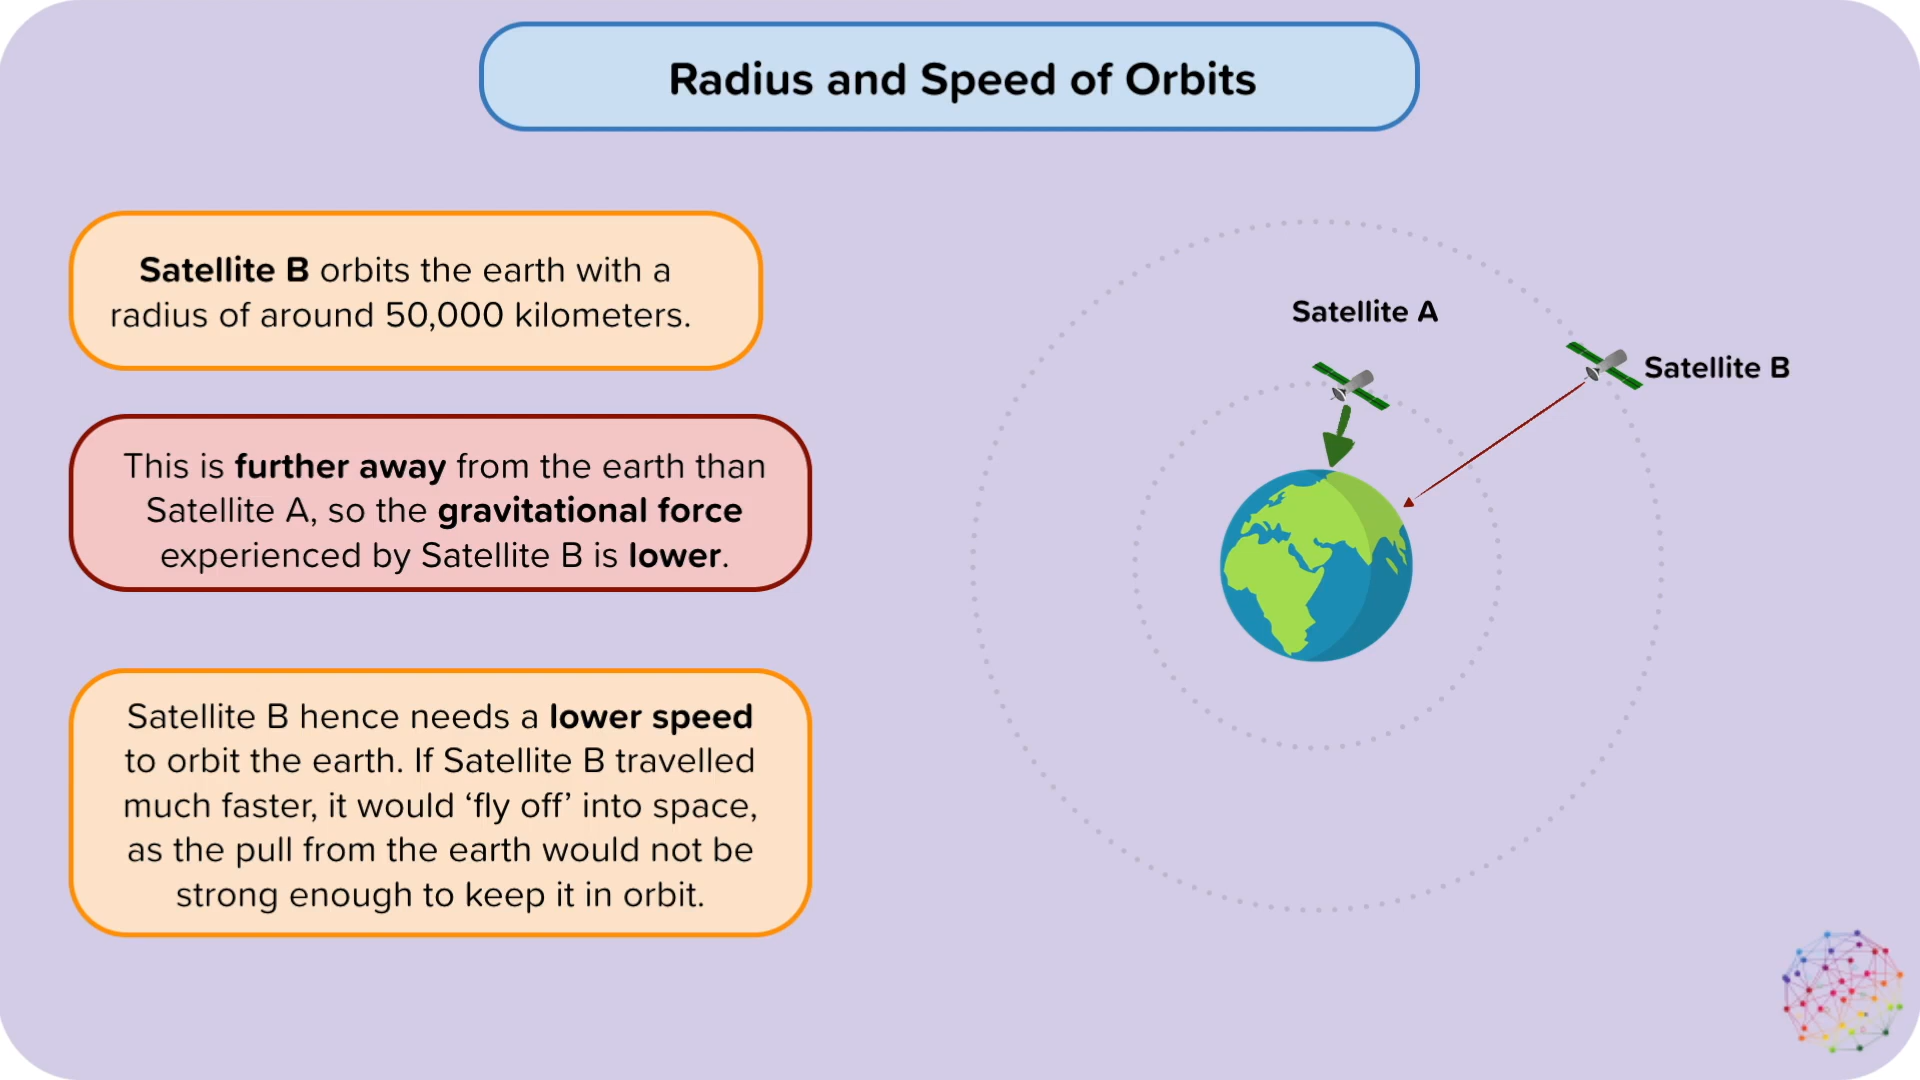 Radius and Speed of Orbits
Satellite B orbits the earth with a
radius of around 50,000 kilometers.
This is further away from the earth than
Satellite A, so the gravitational force
experienced by Satellite B is lower.
Satellite B hence needs a lower speed
to orbit the earth. If Satellite B travelled
much faster, it would ‘fly off’ into space,
as the pull from the earth would not be
strong enough to keep it in orbit.
Satellite A
Satellite B